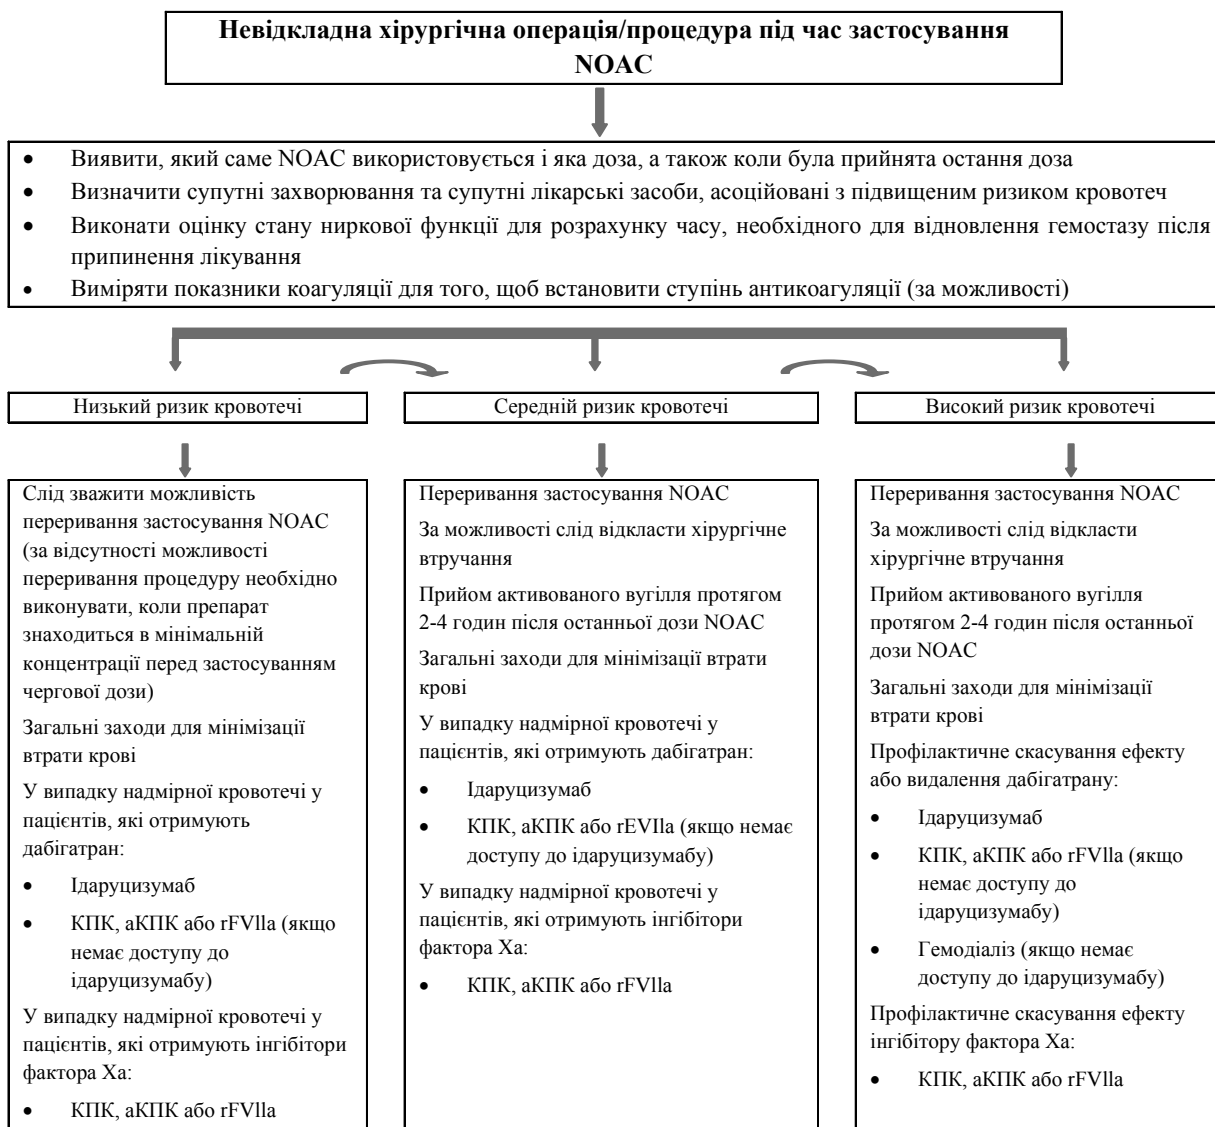 Невідкладна хірургічна операція/процедура під час застосування
NOAC
• Виявити, який саме NOAC використовується і яка доза, а також коли була прийнята остання доза
• Визначити супутні захворювання та супутні лікарські засоби, асоційовані з підвищеним ризиком кровотеч
• Виконати оцінку стану ниркової функції для розрахунку часу, необхідного для відновлення гемостазу після
припинення лікування
• Виміряти показники коагуляції для того, щоб встановити ступінь антикоагуляції (за можливості)
Низький ризик кровотечі
Слід зважити можливість
переривання застосування NOAC
(за відсутності можливості
переривання процедуру необхідно
виконувати, коли препарат
знаходиться в мінімальній
концентрації перед застосуванням
чергової дози)
Загальні заходи для мінімізації
втрати крові
У випадку надмірної кровотечі у
пацієнтів, які отримують
дабігатран:
• Ідаруцизумаб
• КПК, аКПК або rFVlla (якщо
немає доступу до
ідаруцизумабу)
У випадку надмірної кровотечі у
пацієнтів, які отримують інгібітори
фактора Ха:
• КПК, аКПК або rFVlla
Середній ризик кровотечі
Переривання застосування NOAC
За можливості слід відкласти хірургічне
втручання
Прийом активованого вугілля протягом
2-4 годин після останньої дози NOAC
Загальні заходи для мінімізації втрати
крові
У випадку надмірної кровотечі у
пацієнтів, які отримують дабігатран:
• Ідаруцизумаб
• КПК, аКПК або rEVIla (якщо немає
доступу до ідаруцизумабу)
У випадку надмірної кровотечі у
пацієнтів, які отримують інгібітори
фактора Ха:
• КПК, аКПК або rFVlla
Високий ризик кровотечі
Переривання застосування NOAC
За можливості слід відкласти
хірургічне втручання
Прийом активованого вугілля
протягом 2-4 годин після останньої
дози NOAC
Загальні заходи для мінімізації
втрати крові
Профілактичне скасування ефекту
або видалення дабігатрану:
• Ідаруцизумаб
• КПК, аКПК або rFVlla (якщо
немає доступу до
ідаруцизумабу)
• Гемодіаліз (якщо немає
доступу до ідаруцизумабу)
Профілактичне скасування ефекту
інгібітору фактора Ха:
• КПК, аКПК або rFVlla